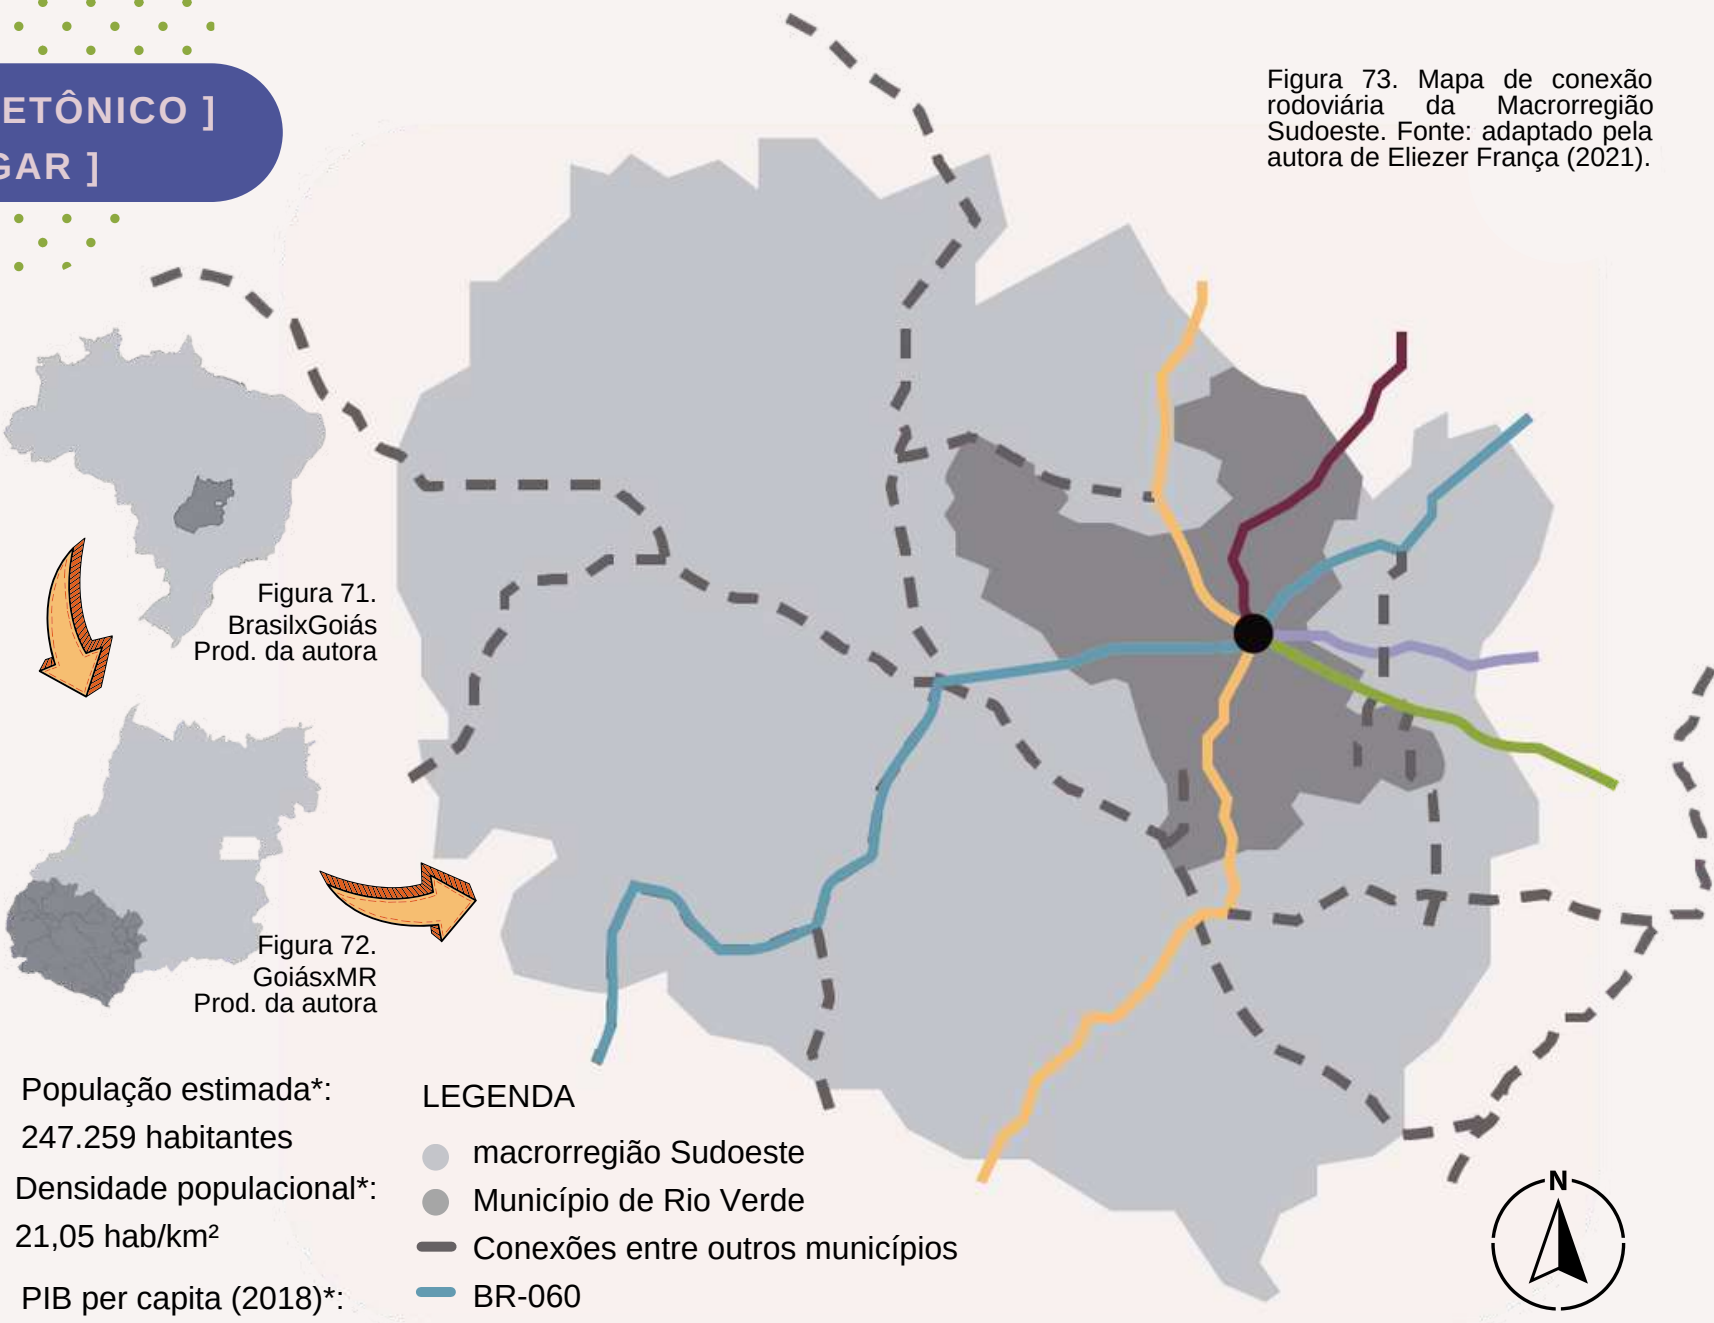 ETÔNICO ]
GAR ]
Figura 73. Mapa de conexão
rodoviária da Macrorregião
Sudoeste. Fonte: adaptado pela
autora de Eliezer França (2021).
Figura 71.
BrasilxGoiás
Prod. da autora
Figura 72.
GoiásxMR
Prod. da autora
População estimada*:
247.259 habitantes
Densidade populacional*:
21,05 hab/km²
PIB per capita (2018)*:
LEGENDA
macrorregião Sudoeste
Município de Rio Verde
Conexões entre outros municípios
BR-060
N